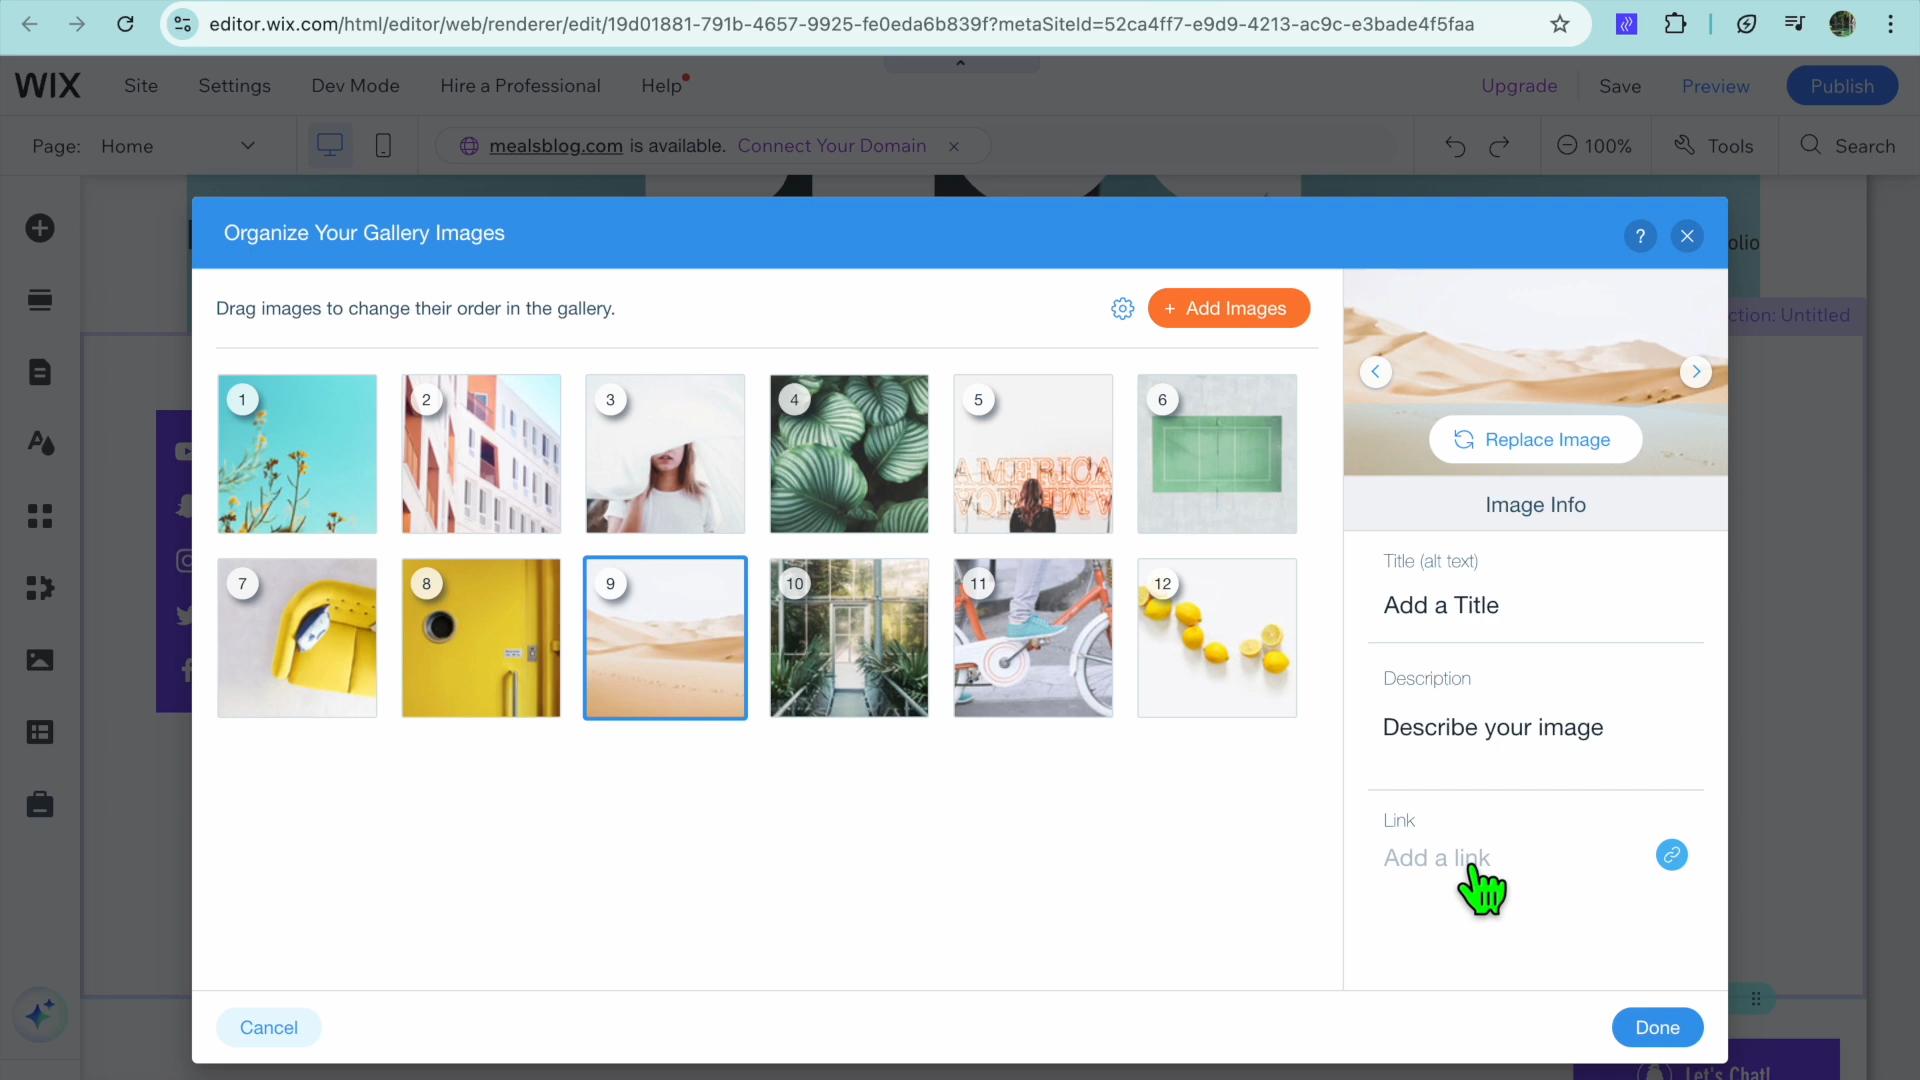 editor.wix.com/html/editor/web/renderer/edit/19d01881-791b-4657-9925-fe0eda6b839f?metaSiteId=52ca4ff7-e9d9-4213-ac9c-e3bade4f5faa
WIX Site Settings Dev Mode Hire a Professional Help Upgrade Save Preview Publish
Page: Home mealsblog.com is available. Connect Your Domain 100% Tools Search
Organize Your Gallery Images ?
olio
Drag images to change their order in the gallery. + Add Images
ction: Untitled
1 2 3 4 5 6
AMERICA
Replace Image
Image Info
Title (alt text)
7 8 9 10 11 12
Add a Title
Description
Describe your image
Link
Add a link
Cancel Done
Let's Chat!